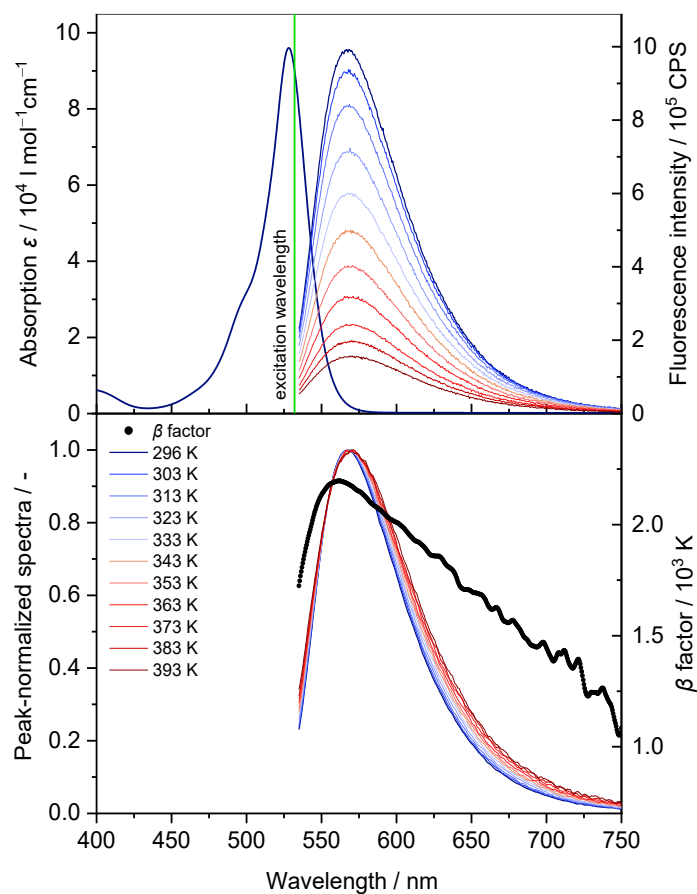 Absorption ε / 10⁴ l mol⁻¹cm⁻¹
10
8
6
4
2
0
excitation wavelength
10
8
6
4
2
0
Fluorescence intensity / 10⁵ CPS
Peak-normalized spectra / -
1.0
0.8
0.6
0.4
0.2
0.0
β factor
296 K
303 K
313 K
323 K
333 K
343 K
353 K
363 K
373 K
383 K
393 K
2.0
1.5
1.0
β factor / 10³ K
400 450 500 550 600 650 700 750
Wavelength / nm